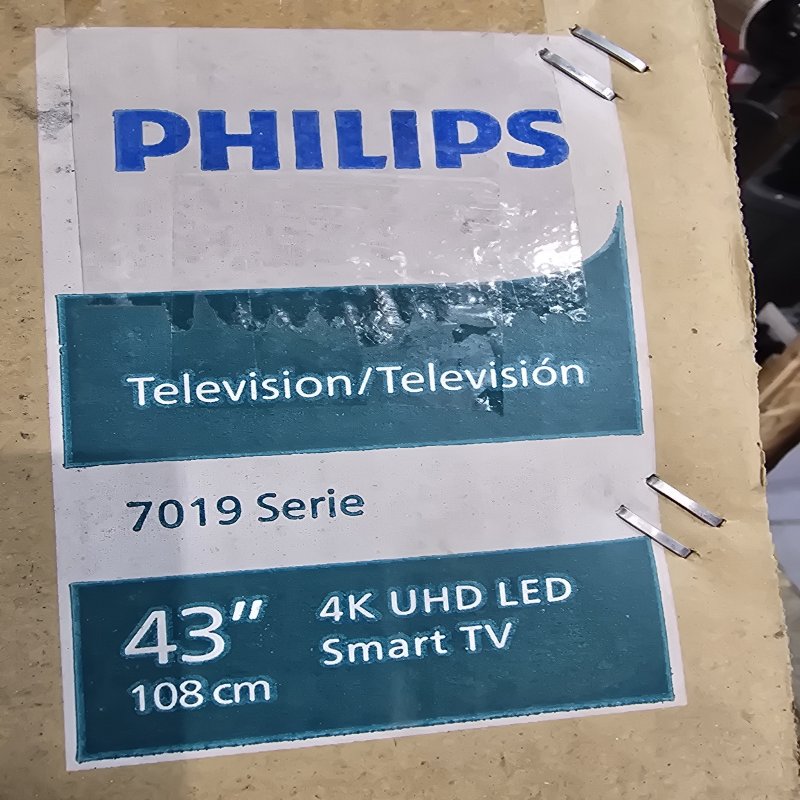 PHILIPS
Television/Televisión
7019 Serie
43"
108 cm
4K UHD LED
Smart TV